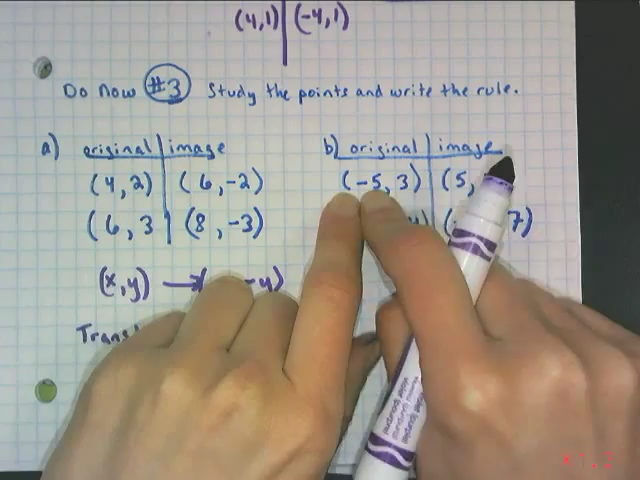 (4,1) (-4,1)
Do Now #3 Study the points and write the rule.
a) original image b) original image
(4,2) (6,-2) (-5,3) (5,
(6,3 (8,-3) 7)
(x,y) → -y)